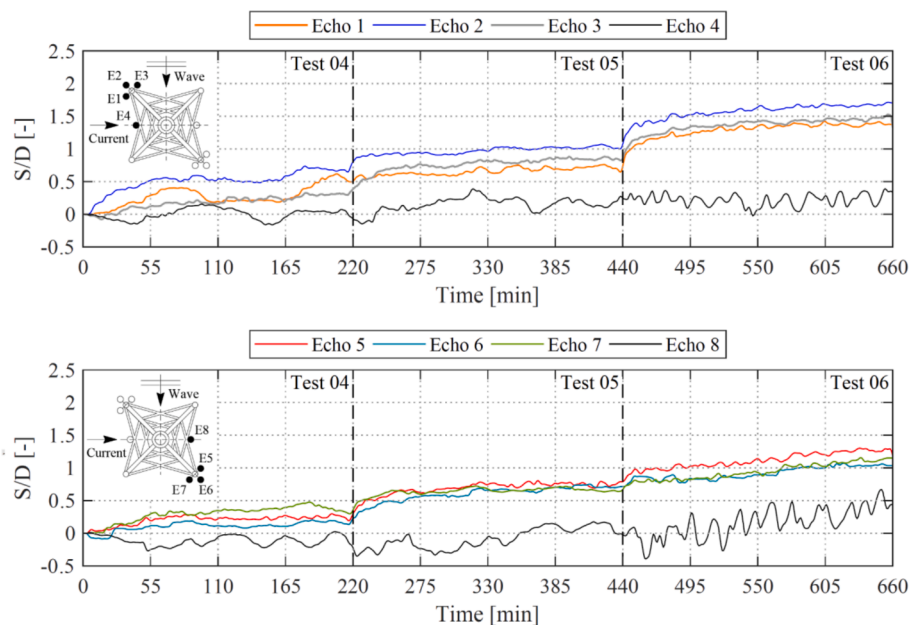 Echo 1 Echo 2 Echo 3 Echo 4
2.5
2
1.5
1
0.5
0
-0.5
S/D [-]
Test 04 Test 05 Test 06
E2 E3
Wave
E1
E4
Current
0 55 110 165 220 275 330 385 440 495 550 605 660
Time [min]
Echo 5 Echo 6 Echo 7 Echo 8
2.5
2
1.5
1
0.5
0
-0.5
S/D [-]
Test 04 Test 05 Test 06
Wave
E8
Current
E5
E7 E6
0 55 110 165 220 275 330 385 440 495 550 605 660
Time [min]